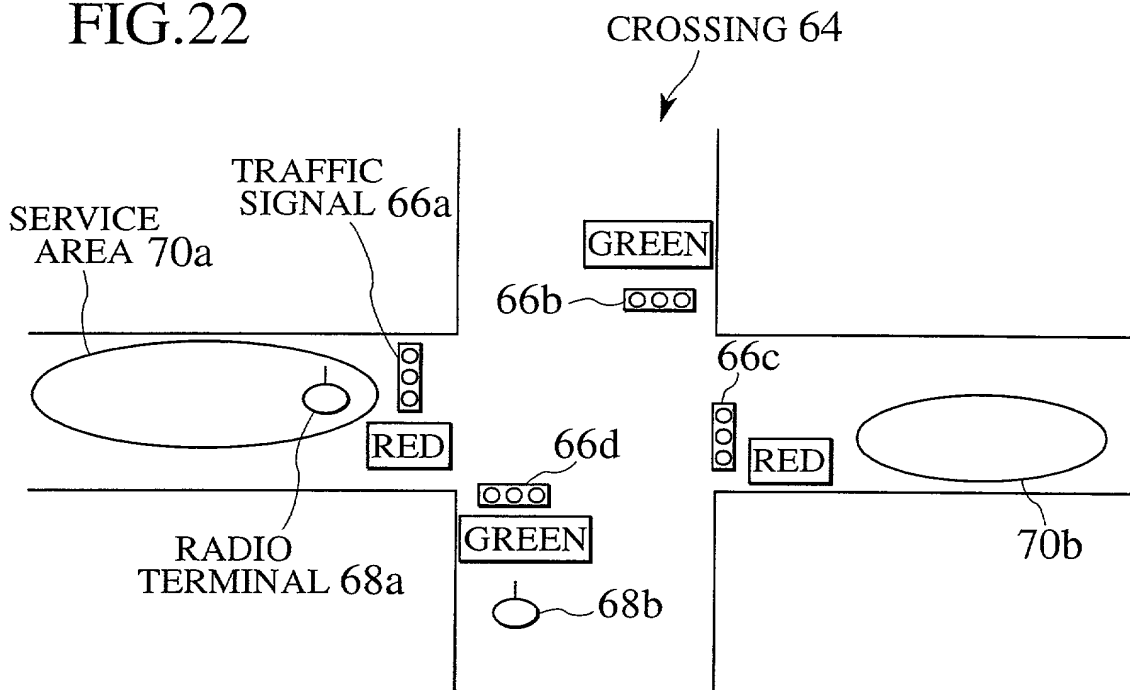 FIG.22
CROSSING 64
TRAFFIC
SIGNAL 66a
SERVICE
AREA 70a
GREEN
66b
66c
RED
66d
RED
GREEN
70b
RADIO
TERMINAL 68a
68b